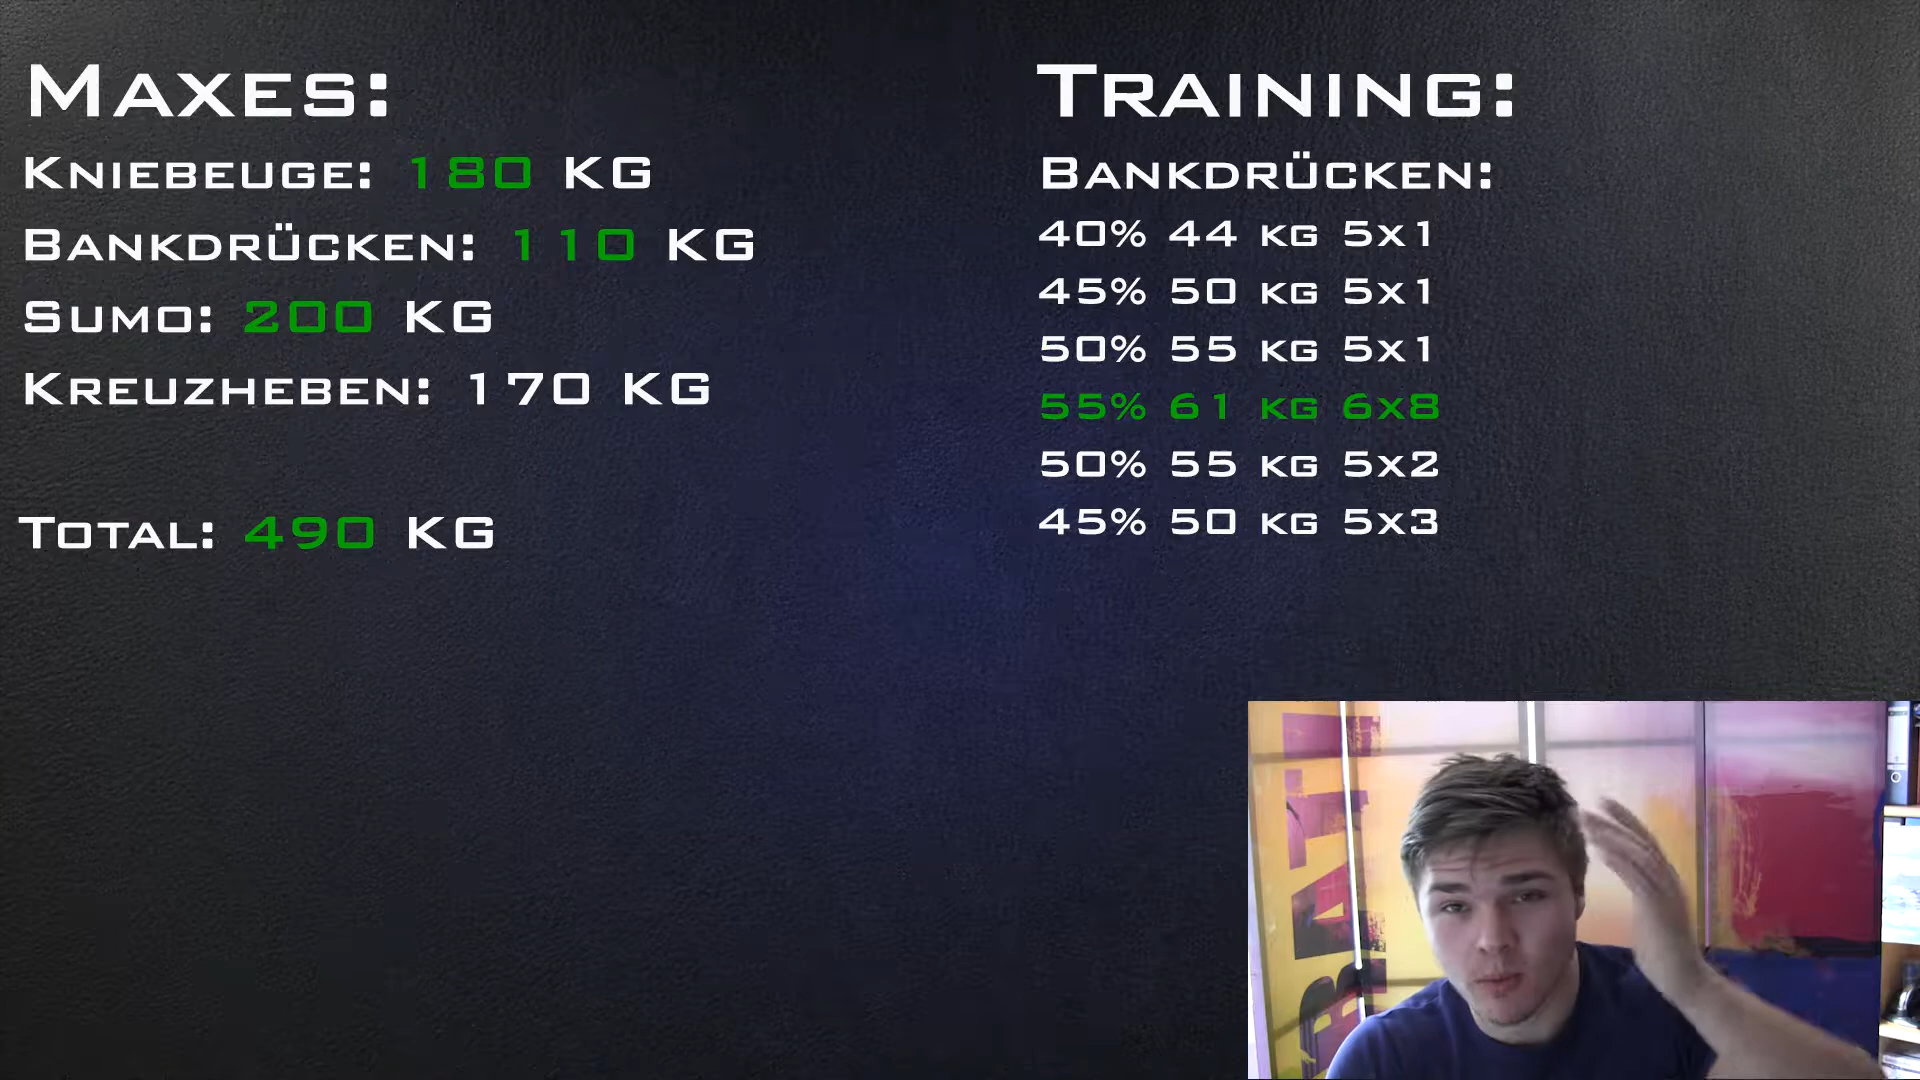 Maxes:
Kniebeuge: 180 KG
Bankdrücken: 110 KG
Sumo: 200 KG
Kreuzheben: 170 KG
Total: 490 KG
Training:
Bankdrücken:
40% 44 kg 5x1
45% 50 kg 5x1
50% 55 kg 5x1
55% 61 kg 6x8
50% 55 kg 5x2
45% 50 kg 5x3